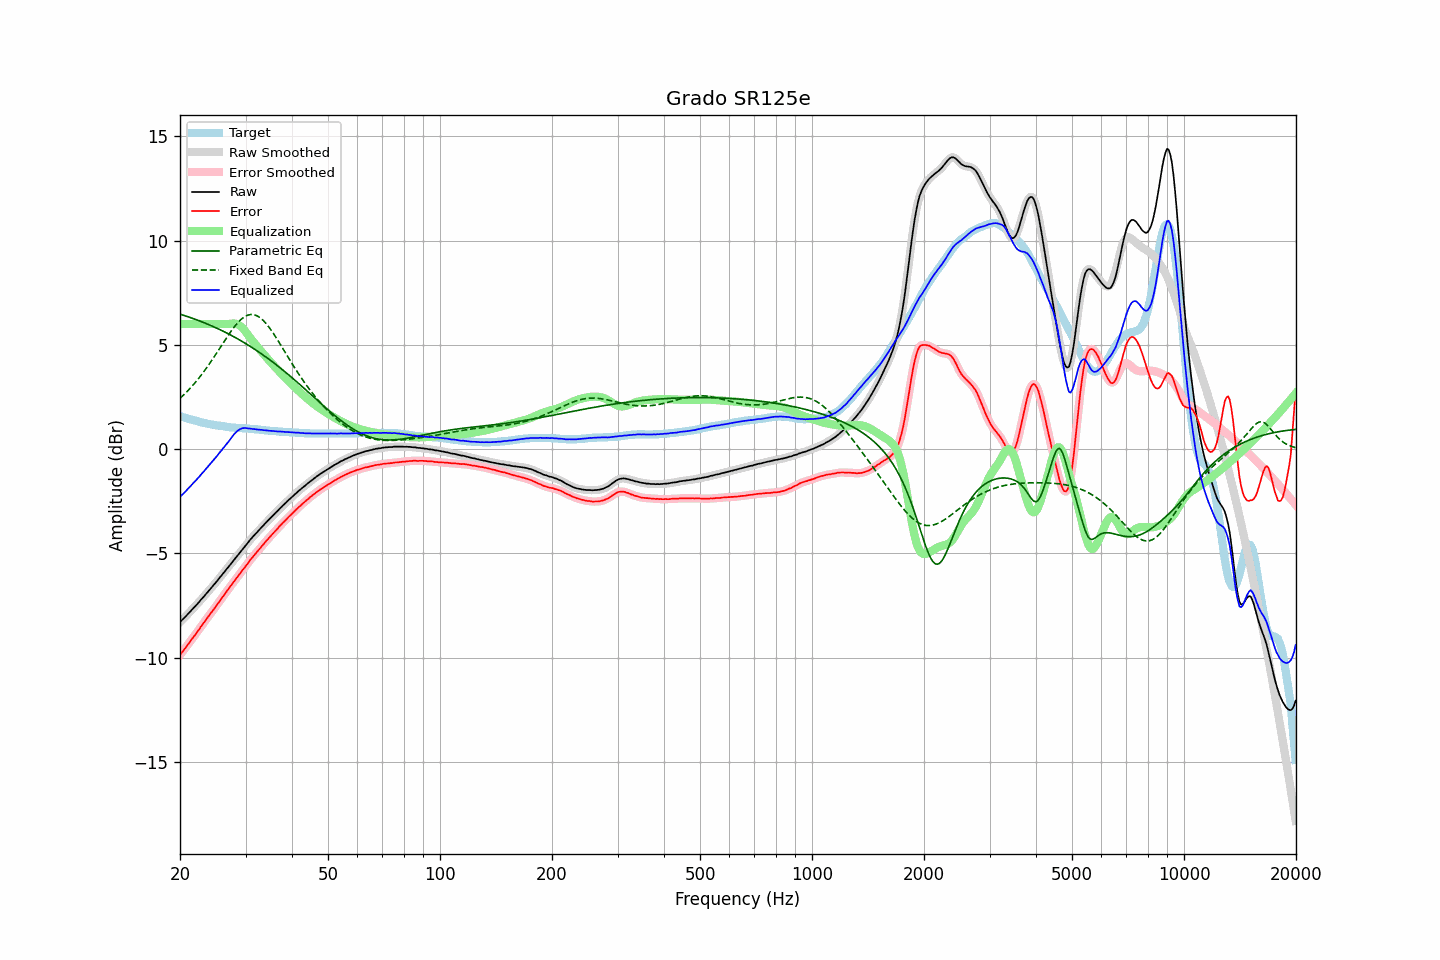 Grado SR125e
Target
Raw Smoothed
Error Smoothed
Raw
Error
Equalization
Parametric Eq
Fixed Band Eq
Equalized
15
10
5
0
−5
−10
−15
Amplitude (dBr)
20 50 100 200 500 1000 2000 5000 10000 20000
Frequency (Hz)